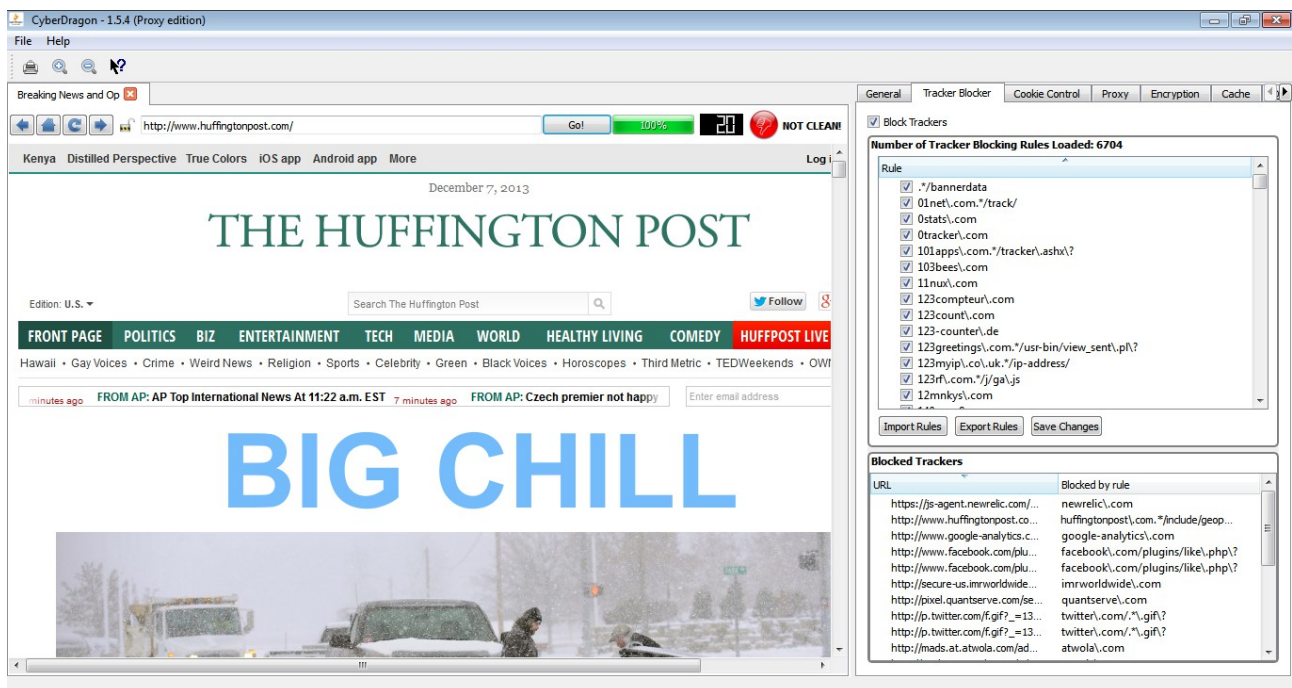 CyberDragon - 1.5.4 (Proxy edition)
File Help
Breaking News and Op
http://www.huffingtonpost.com/ Go! 100% 20 NOT CLEAN!
Kenya Distilled Perspective True Colors iOS app Android app More Log i
December 7, 2013
THE HUFFINGTON POST
Edition: U.S. Search The Huffington Post Follow 8
FRONT PAGE POLITICS BIZ ENTERTAINMENT TECH MEDIA WORLD HEALTHY LIVING COMEDY HUFFPOST LIVE
Hawaii • Gay Voices • Crime • Weird News • Religion • Sports • Celebrity • Green • Black Voices • Horoscopes • Third Metric • TEDWeekends • OWN
minutes ago FROM AP: AP Top International News At 11:22 a.m. EST 7 minutes ago FROM AP: Czech premier not happy Enter email address
BIG CHILL
General Tracker Blocker Cookie Control Proxy Encryption Cache
Block Trackers
Number of Tracker Blocking Rules Loaded: 6704
Rule
.*/bannerdata
01net\.com.*/track/
0stats\.com
0tracker\.com
101apps\.com.*/tracker\.ashx\?
103bees\.com
11nux\.com
123compteur\.com
123count\.com
123-counter\.de
123greetings\.com.*/usr-bin/view_sent\.pl\?
123myip\.co\.uk.*/ip-address/
123rf\.com.*/j/ga\.js
12mnkys\.com
Import Rules Export Rules Save Changes
Blocked Trackers
URL Blocked by rule
https://js-agent.newrelic.com/... newrelic\.com
http://www.huffingtonpost.co... huffingtonpost\.com.*/include/geop...
http://www.google-analytics.c... google-analytics\.com
http://www.facebook.com/plu... facebook\.com/plugins/like\.php\?
http://www.facebook.com/plu... facebook\.com/plugins/like\.php\?
http://secure-us.imrworldwide... imrworldwide\.com
http://pixel.quantserve.com/se... quantserve\.com
http://p.twitter.com/f.gif?_=13... twitter\.com/.*\.gif\?
http://p.twitter.com/f.gif?_=13... twitter\.com/.*\.gif\?
http://mads.at.atwola.com/ad... atwola\.com